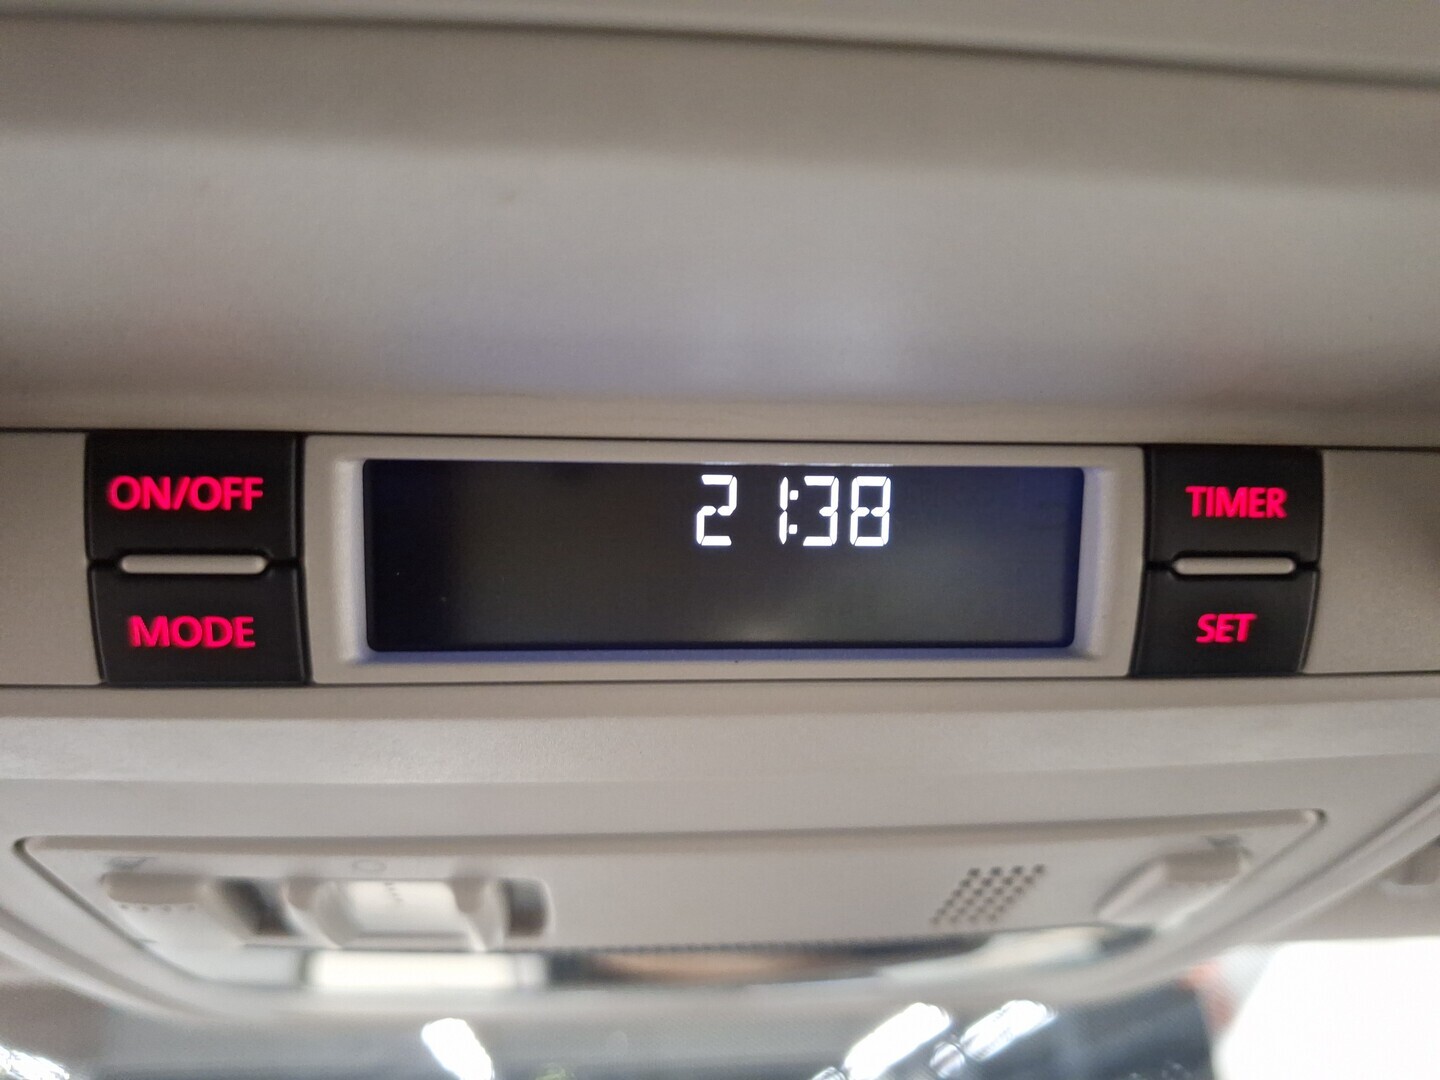 ON/OFF
21:38
TIMER
MODE
SET